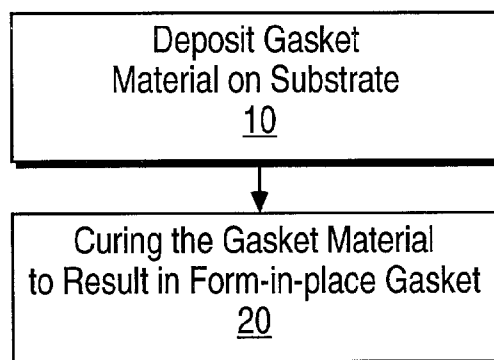 Deposit Gasket
Material on Substrate
10
Curing the Gasket Material
to Result in Form-in-place Gasket
20